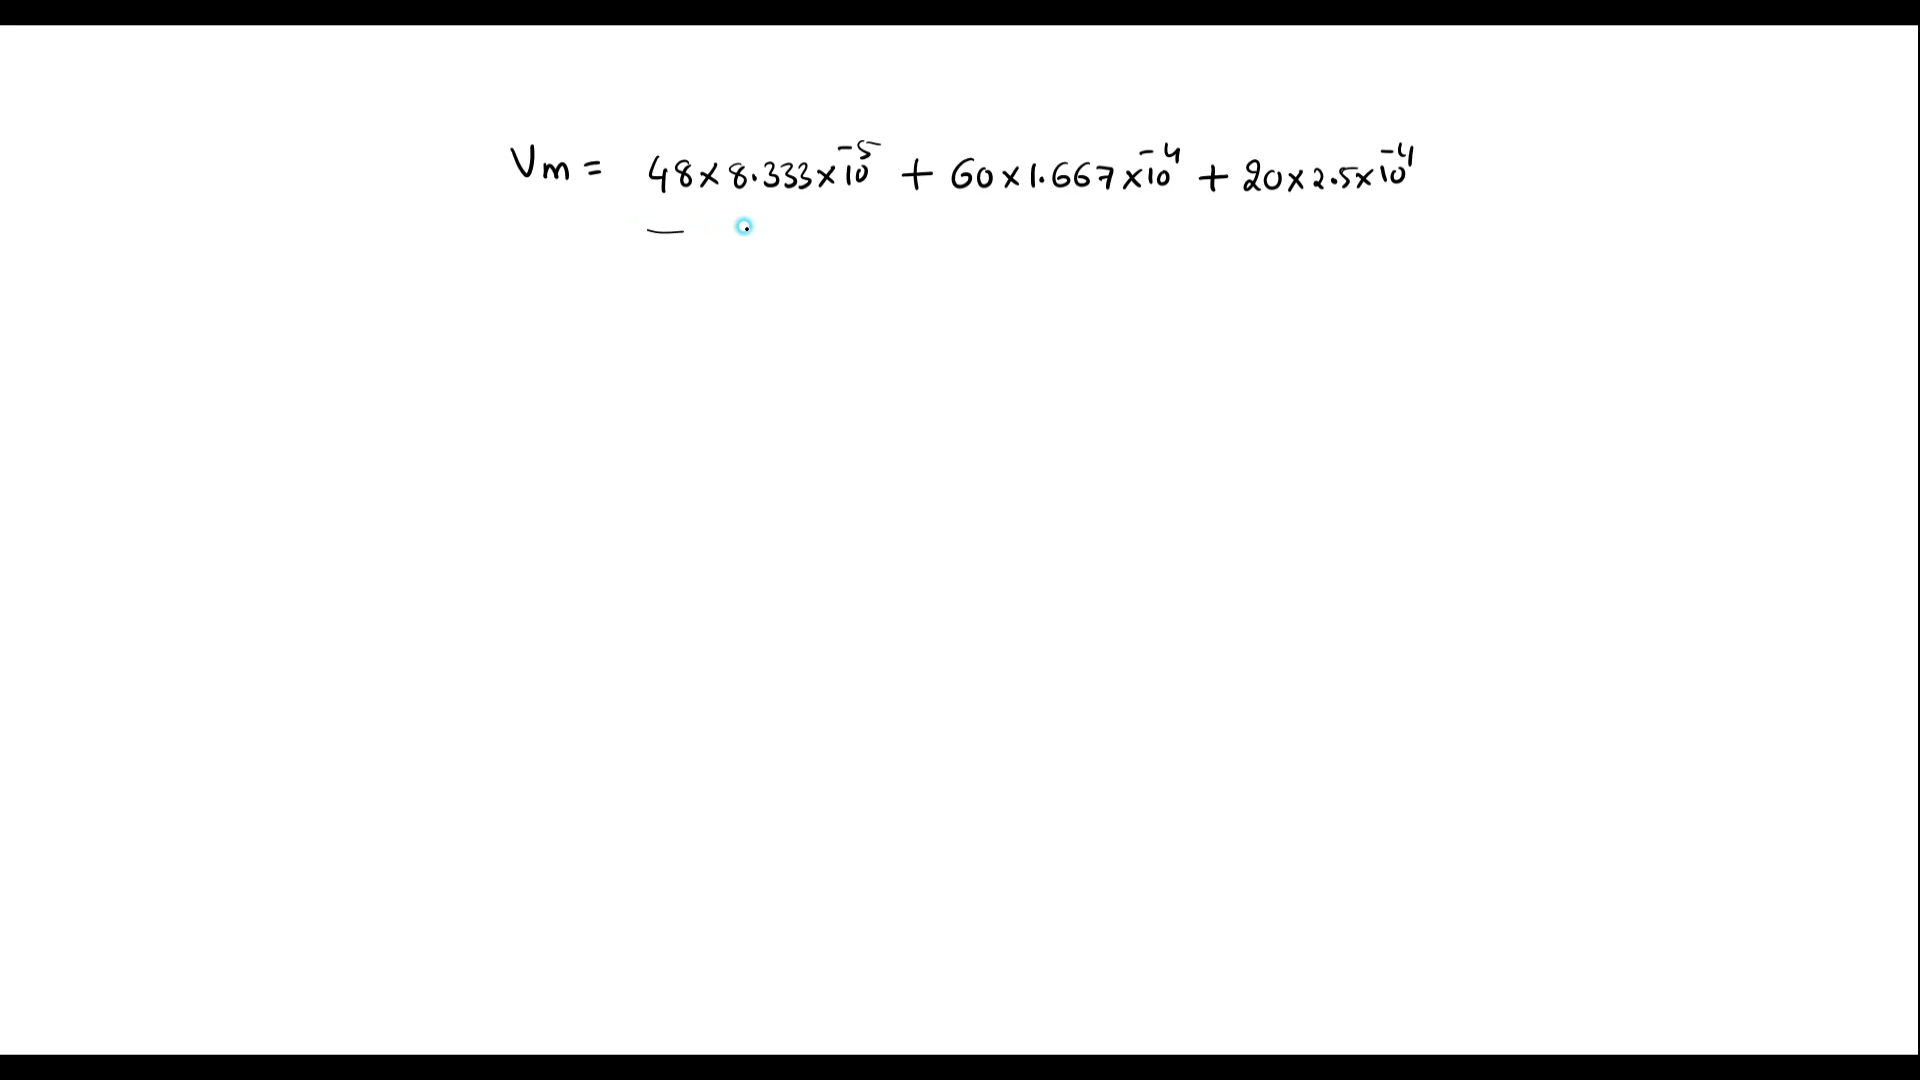 Vm = 48 × 8.333 × 10⁻⁵ + 60 × 1.667 × 10⁻⁴ + 20 × 2.5 × 10⁻⁴